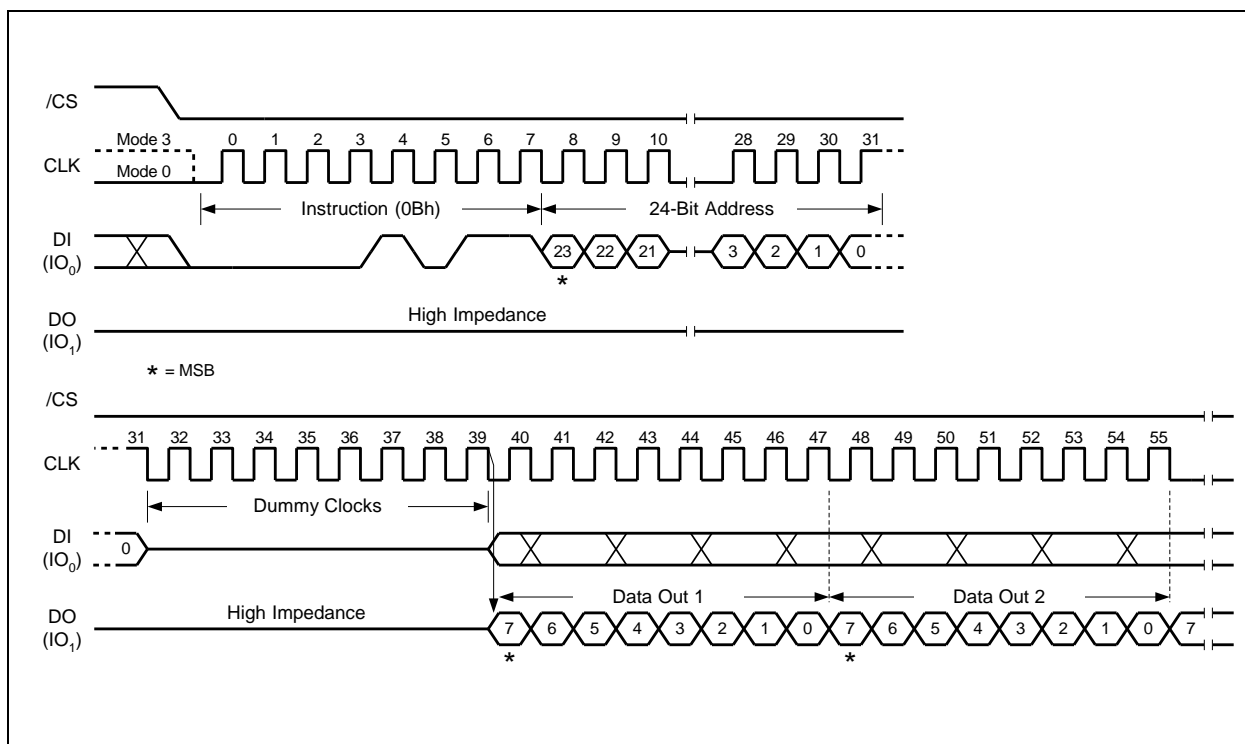 /CS
Mode 3 0 1 2 3 4 5 6 7 8 9 10 28 29 30 31
CLK
Mode 0
Instruction (0Bh) 24-Bit Address
DI
(IO0)
23 22 21 3 2 1 0
*
DO
(IO1)
High Impedance
* = MSB
/CS
31 32 33 34 35 36 37 38 39 40 41 42 43 44 45 46 47 48 49 50 51 52 53 54 55
CLK
Dummy Clocks
DI
(IO0)
0
Data Out 1 Data Out 2
DO
(IO1)
High Impedance
7 6 5 4 3 2 1 0 7 6 5 4 3 2 1 0 7
* *